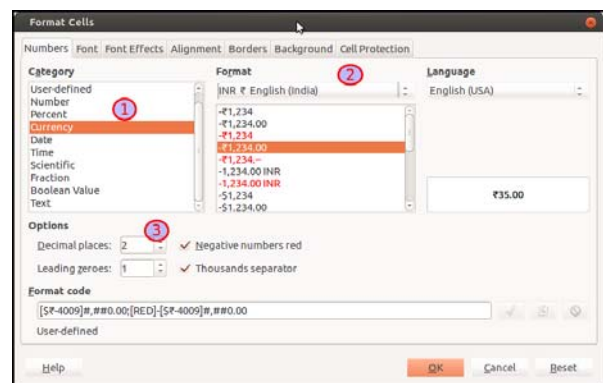 Format Cells
Numbers Font Font Effects Alignment Borders Background Cell Protection
Category
Format
Language
1
2
3
User-defined
Number
Percent
Currency
Date
Time
Scientific
Fraction
Boolean Value
Text
INR ₹ English (India)
-₹1,234
-₹1,234.00
-₹1,234
-₹1,234.00
-₹1,234.--
-1,234.00 INR
-1,234.00 INR
-$1,234
-$1,234.00
English (USA)
₹35.00
Options
Decimal places: 2
Negative numbers red
Leading zeroes: 1
Thousands separator
Format code
[$₹-4009]#,##0.00;[RED]-[$₹-4009]#,##0.00
User-defined
Help
OK
Cancel
Reset